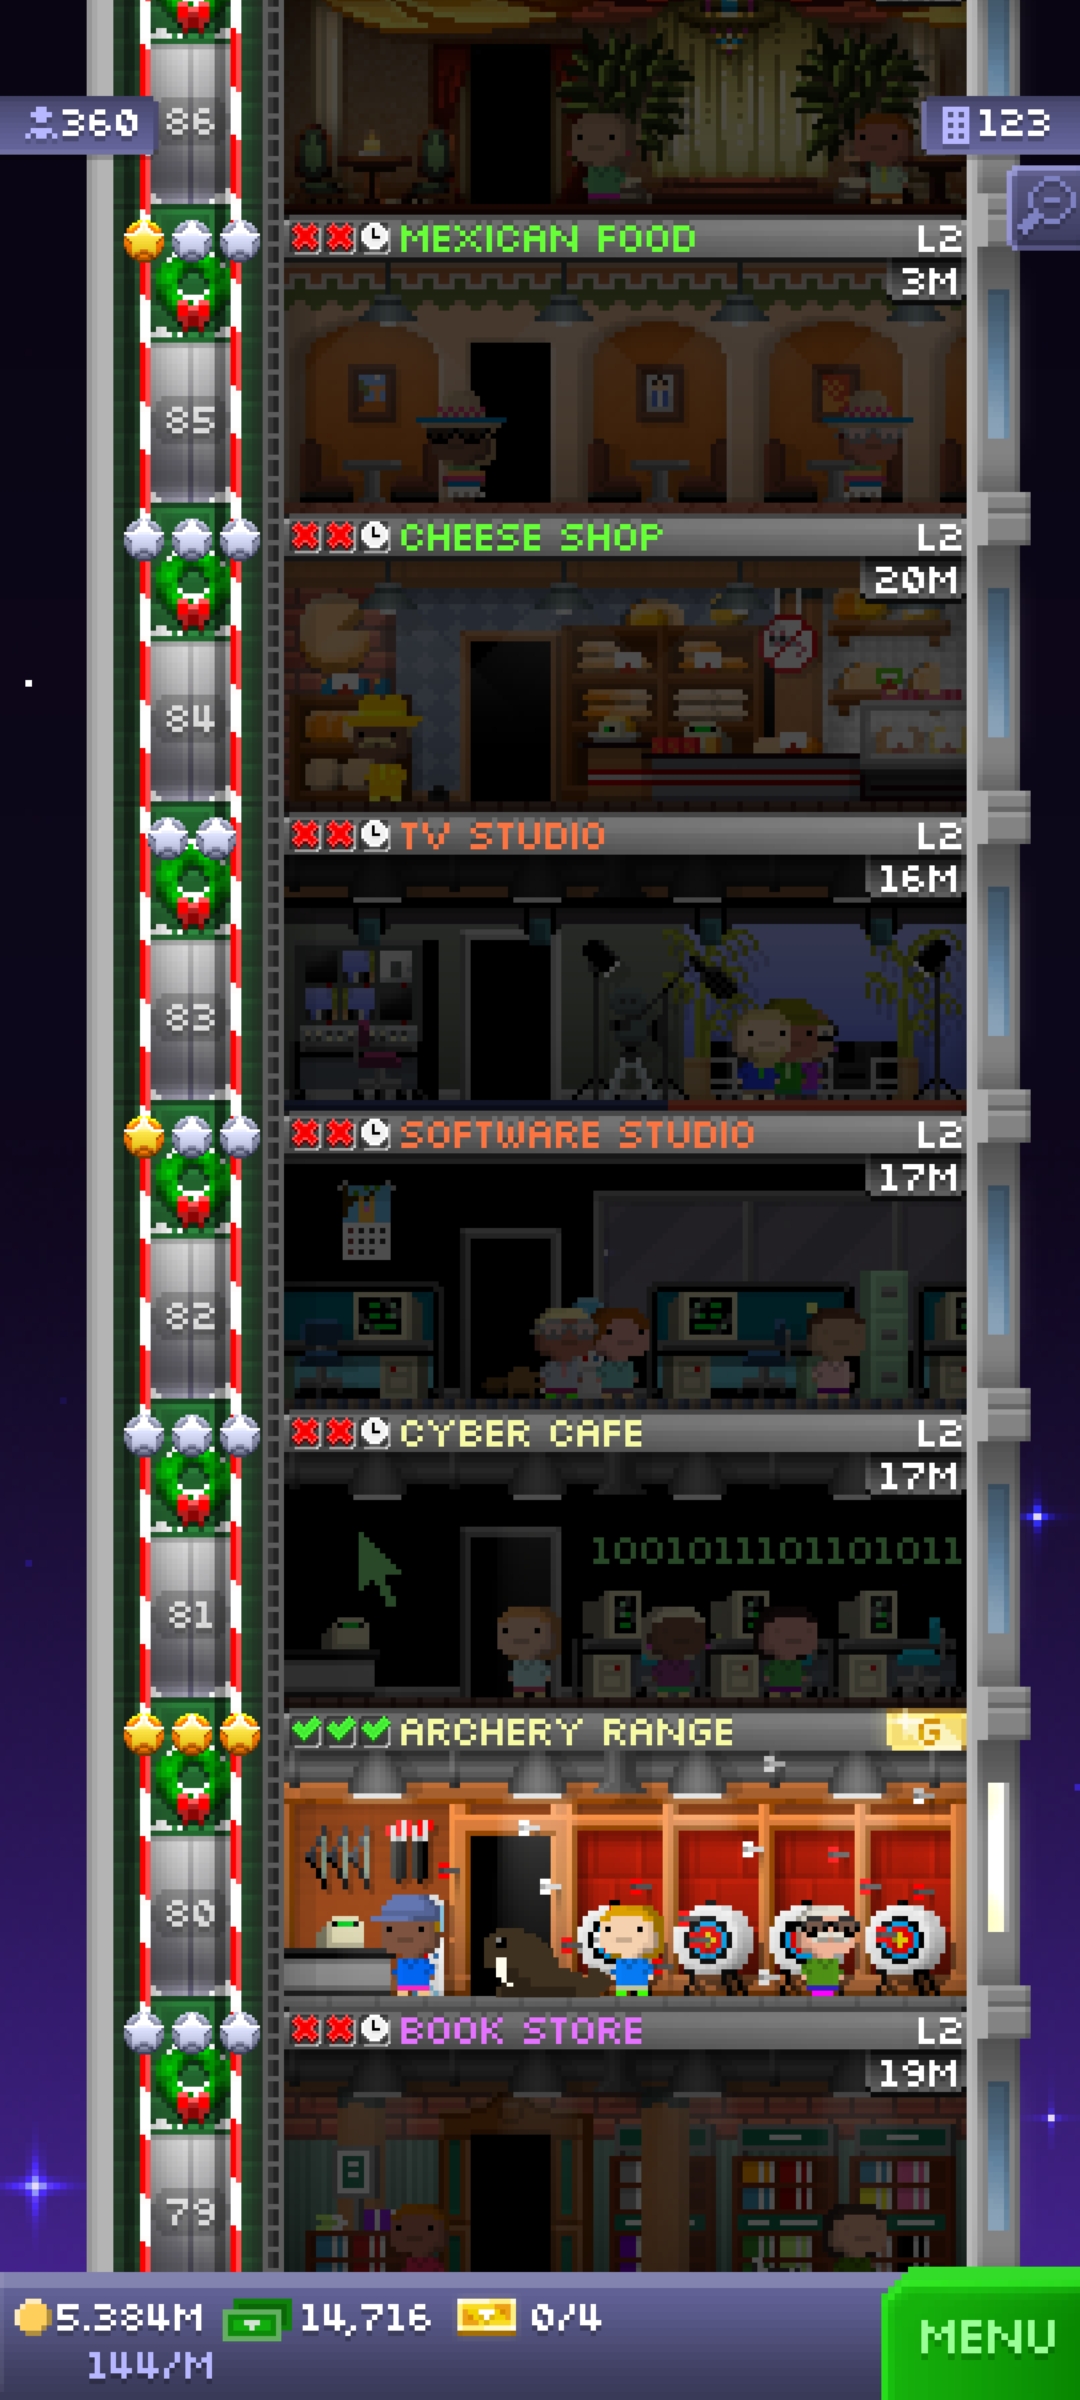 86
360
123
MEXICAN FOOD L2
3M
85
CHEESE SHOP L2
20M
84
TV STUDIO L2
16M
83
SOFTWARE STUDIO L2
17M
82
CYBER CAFE L2
17M
1001011101101011
81
ARCHERY RANGE G
80
BOOK STORE L2
19M
79
5.384M 14,716 0/4
144/M
MENU